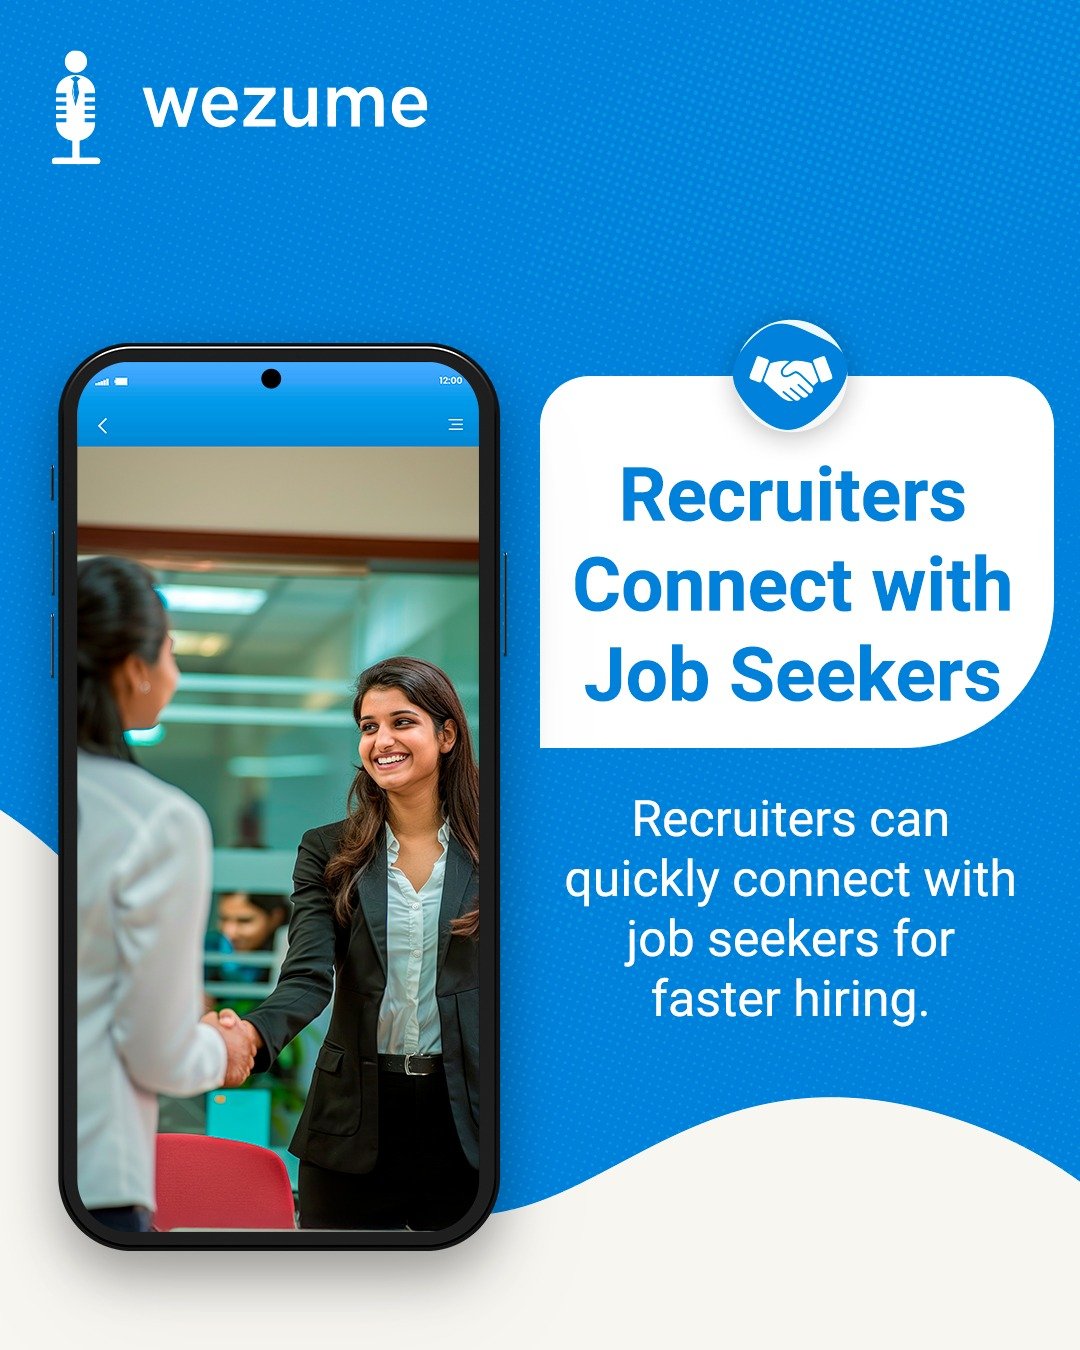 wezume
12:00
Recruiters
Connect with
Job Seekers
Recruiters can
quickly connect with
job seekers for
faster hiring.